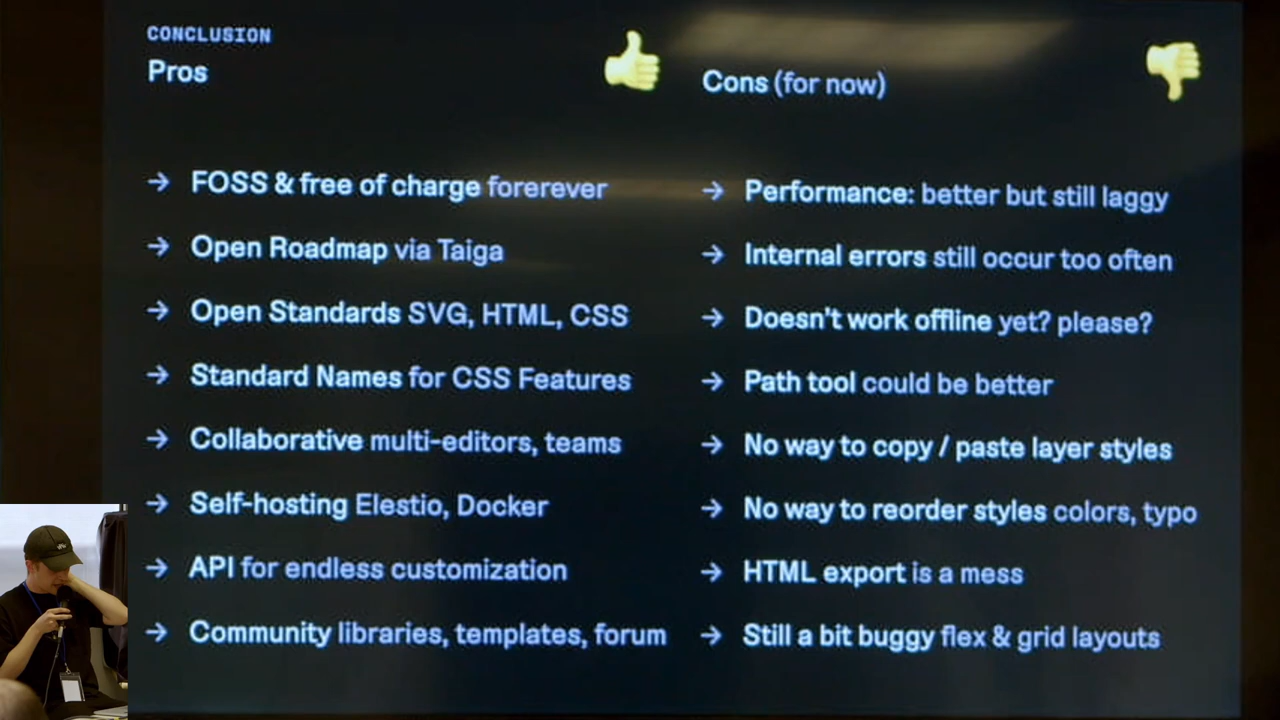 CONCLUSION
Pros
→ FOSS & free of charge forerever
→ Open Roadmap via Taiga
→ Open Standards SVG, HTML, CSS
→ Standard Names for CSS Features
→ Collaborative multi-editors, teams
→ Self-hosting Elestio, Docker
→ API for endless customization
→ Community libraries, templates, forum
Cons (for now)
→ Performance: better but still laggy
→ Internal errors still occur too often
→ Doesn't work offline yet? please?
→ Path tool could be better
→ No way to copy / paste layer styles
→ No way to reorder styles colors, typo
→ HTML export is a mess
→ Still a bit buggy flex & grid layouts